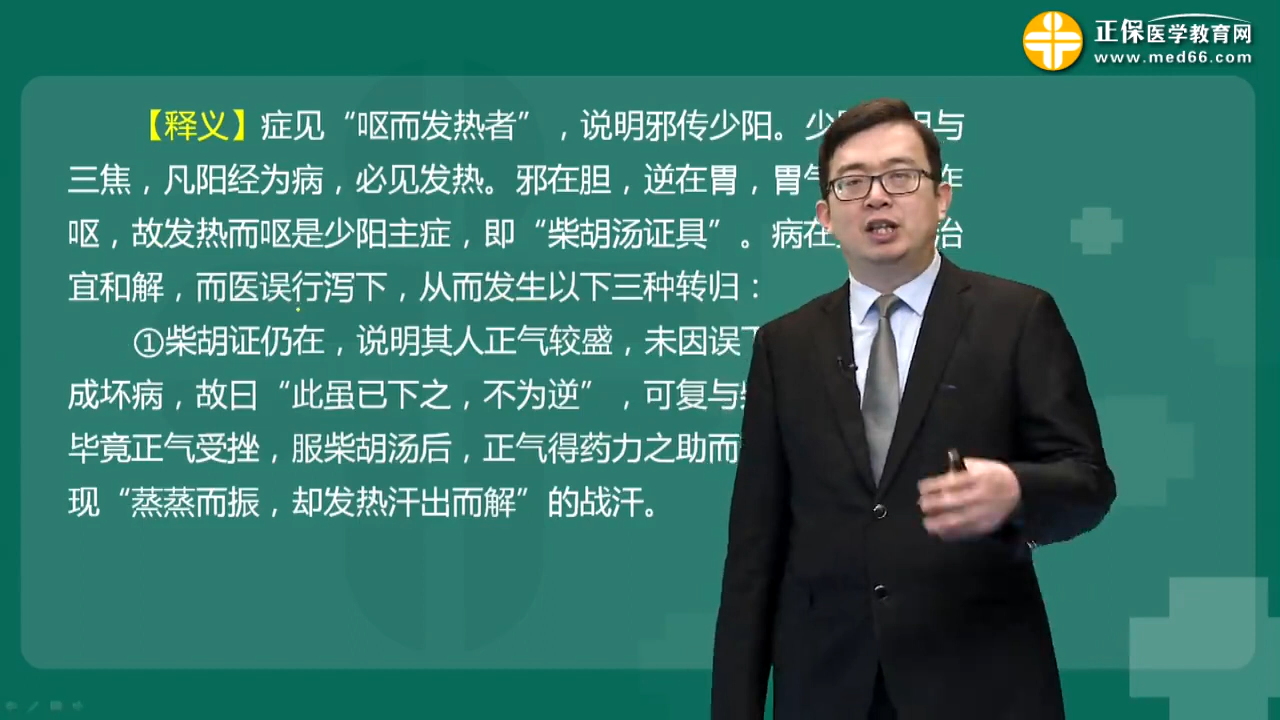 正保医学教育网
www.med66.com
【释义】症见“呕而发热者”，说明邪传少阳。少 与
三焦，凡阳经为病，必见发热。邪在胆，逆在胃，胃
呕，故发热而呕是少阳主症，即“柴胡汤证具”。病在 治
宜和解，而医误行泻下，从而发生以下三种转归：
①柴胡证仍在，说明其人正气较盛，未因误
成坏病，故曰“此虽已下之，不为逆”，可复与
毕竟正气受挫，服柴胡汤后，正气得药力之助而
现“蒸蒸而振，却发热汗出而解”的战汗。